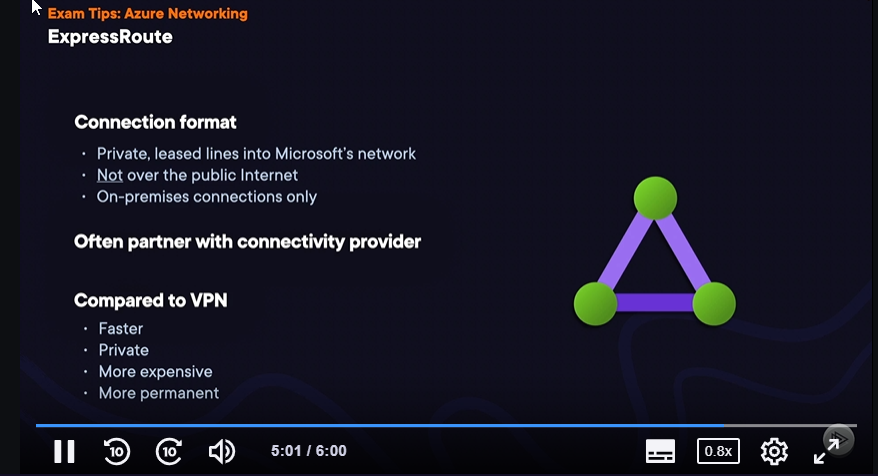 Exam Tips: Azure Networking
ExpressRoute
Connection format
· Private, leased lines into Microsoft's network
· Not over the public Internet
· On-premises connections only
Often partner with connectivity provider
Compared to VPN
· Faster
· Private
· More expensive
· More permanent
10
10
5:01 / 6:00
0.8x